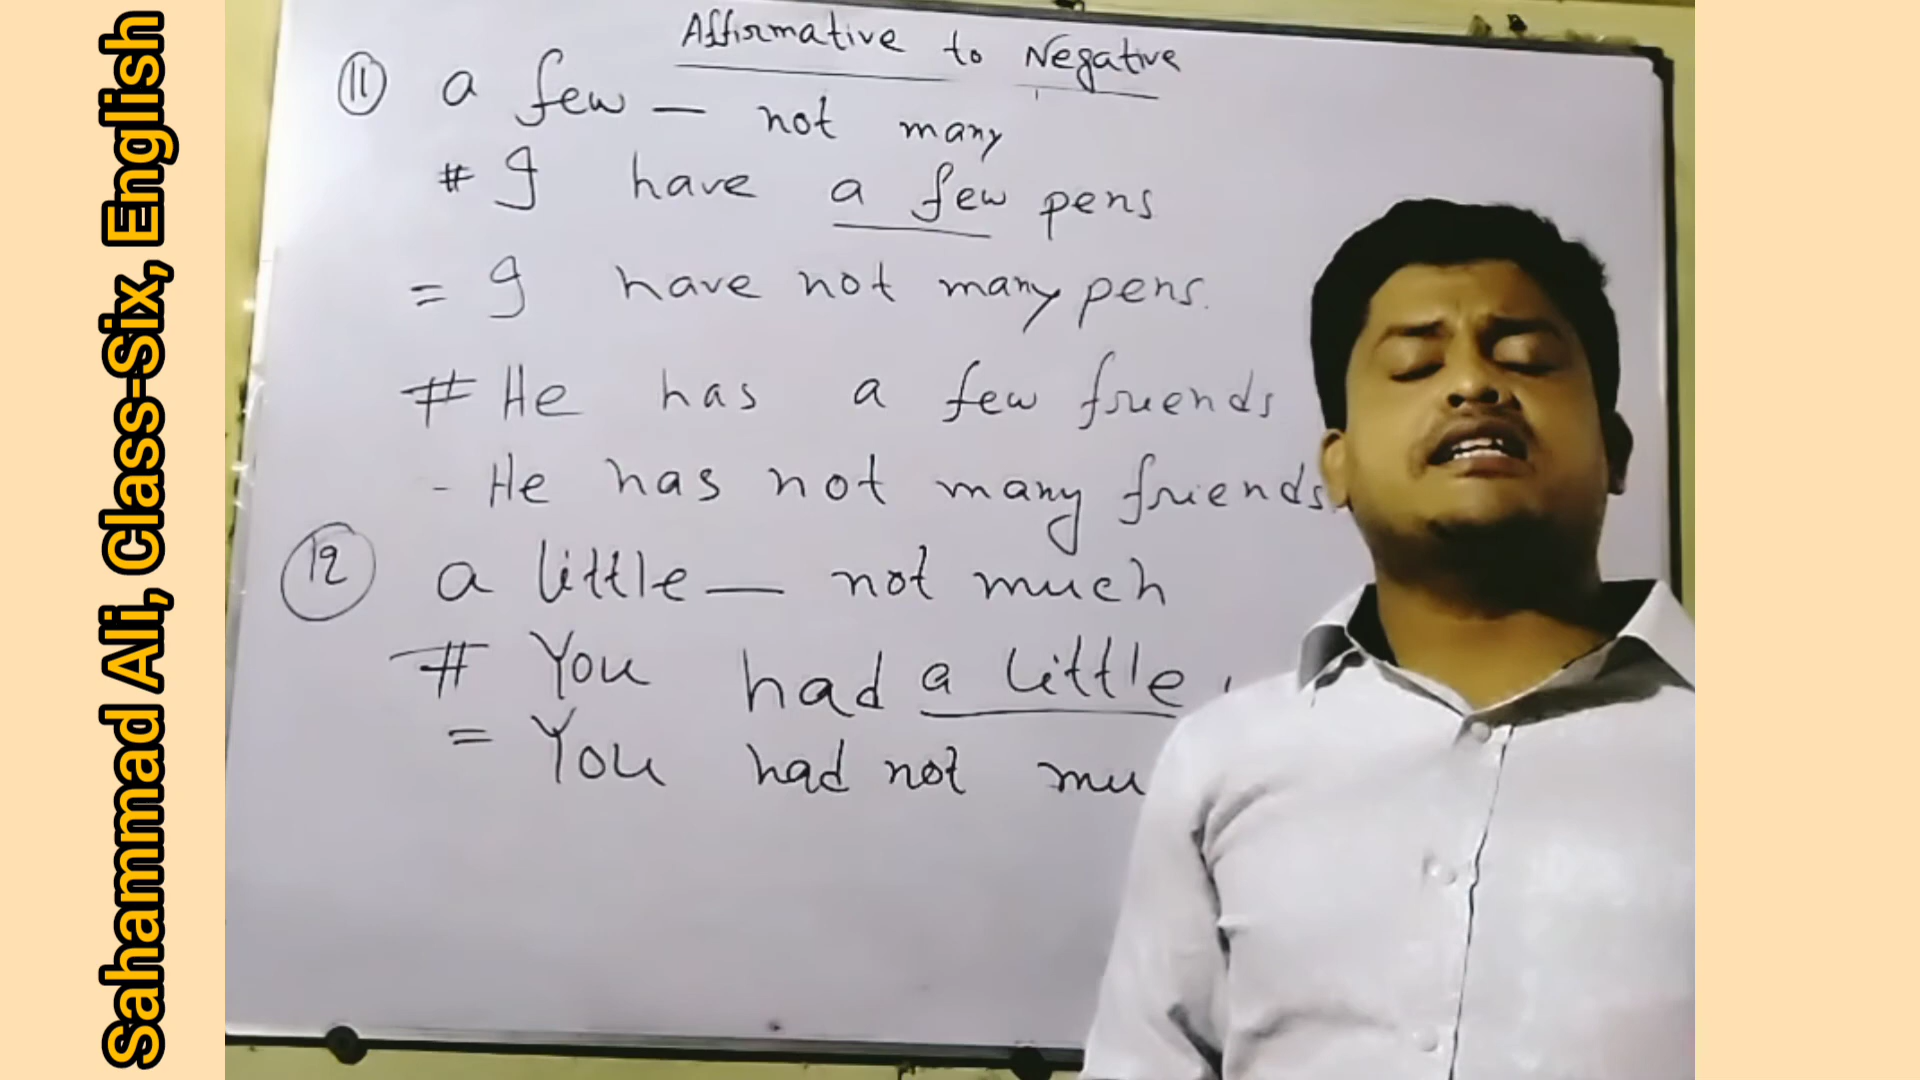 Sahammad Ali, Class-Six, English
Affirmative to Negative
11 a few — not many
# I have a few pens
= I have not many pens.
# He has a few friends
- He has not many friends.
12 a little — not much
# You had a little
= You had not